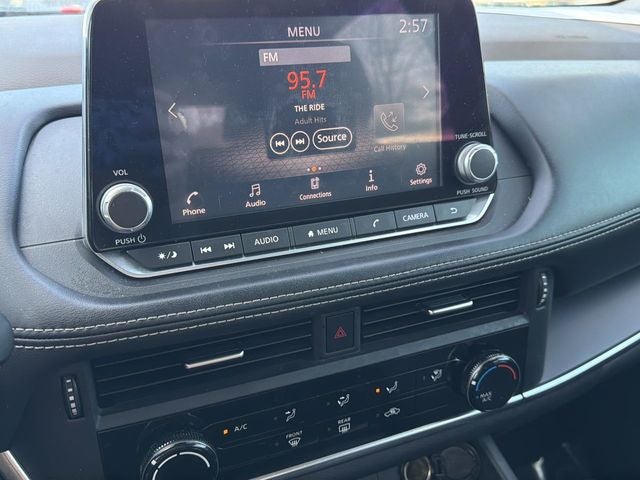 MENU
2:57
FM
95.7
FM
THE RIDE
Adult Hits
Source
Call History
Phone
Audio
Connections
Info
Settings
VOL
PUSH
TUNE·SCROLL
PUSH SOUND
AUDIO
MENU
CAMERA
A/C
FRONT
REAR
MAX
A/C